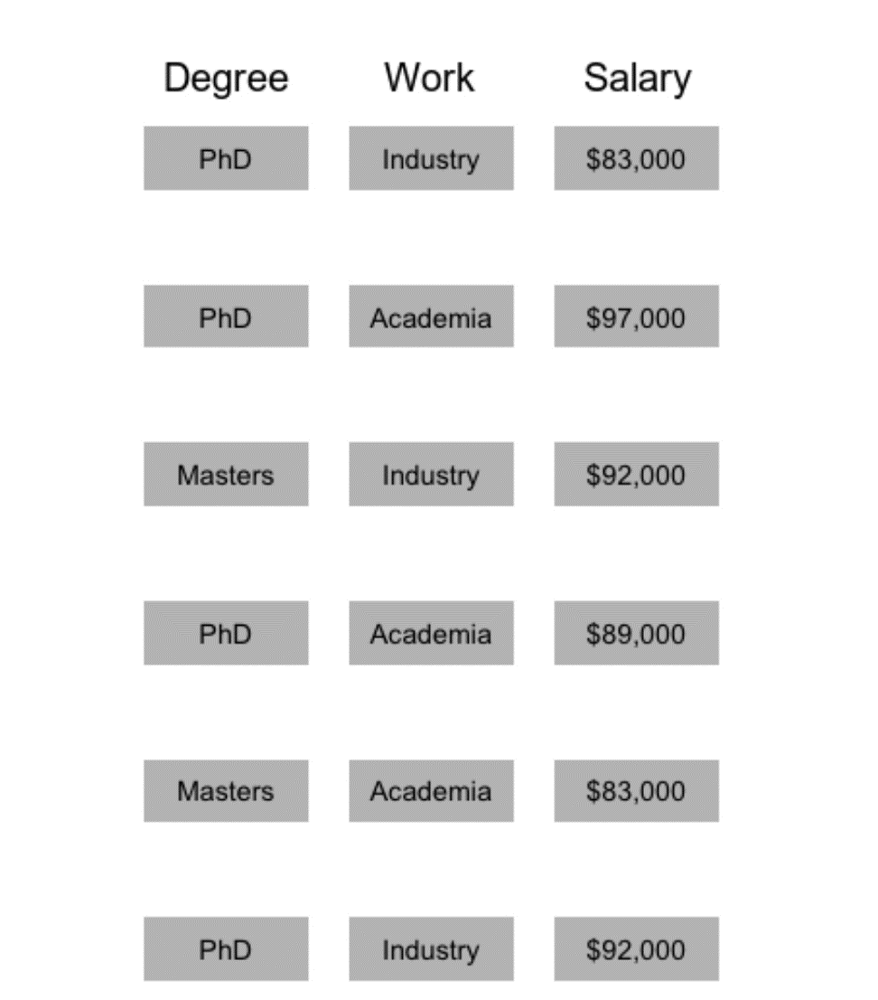 Degree Work Salary
PhD Industry $83,000
PhD Academia $97,000
Masters Industry $92,000
PhD Academia $89,000
Masters Academia $83,000
PhD Industry $92,000